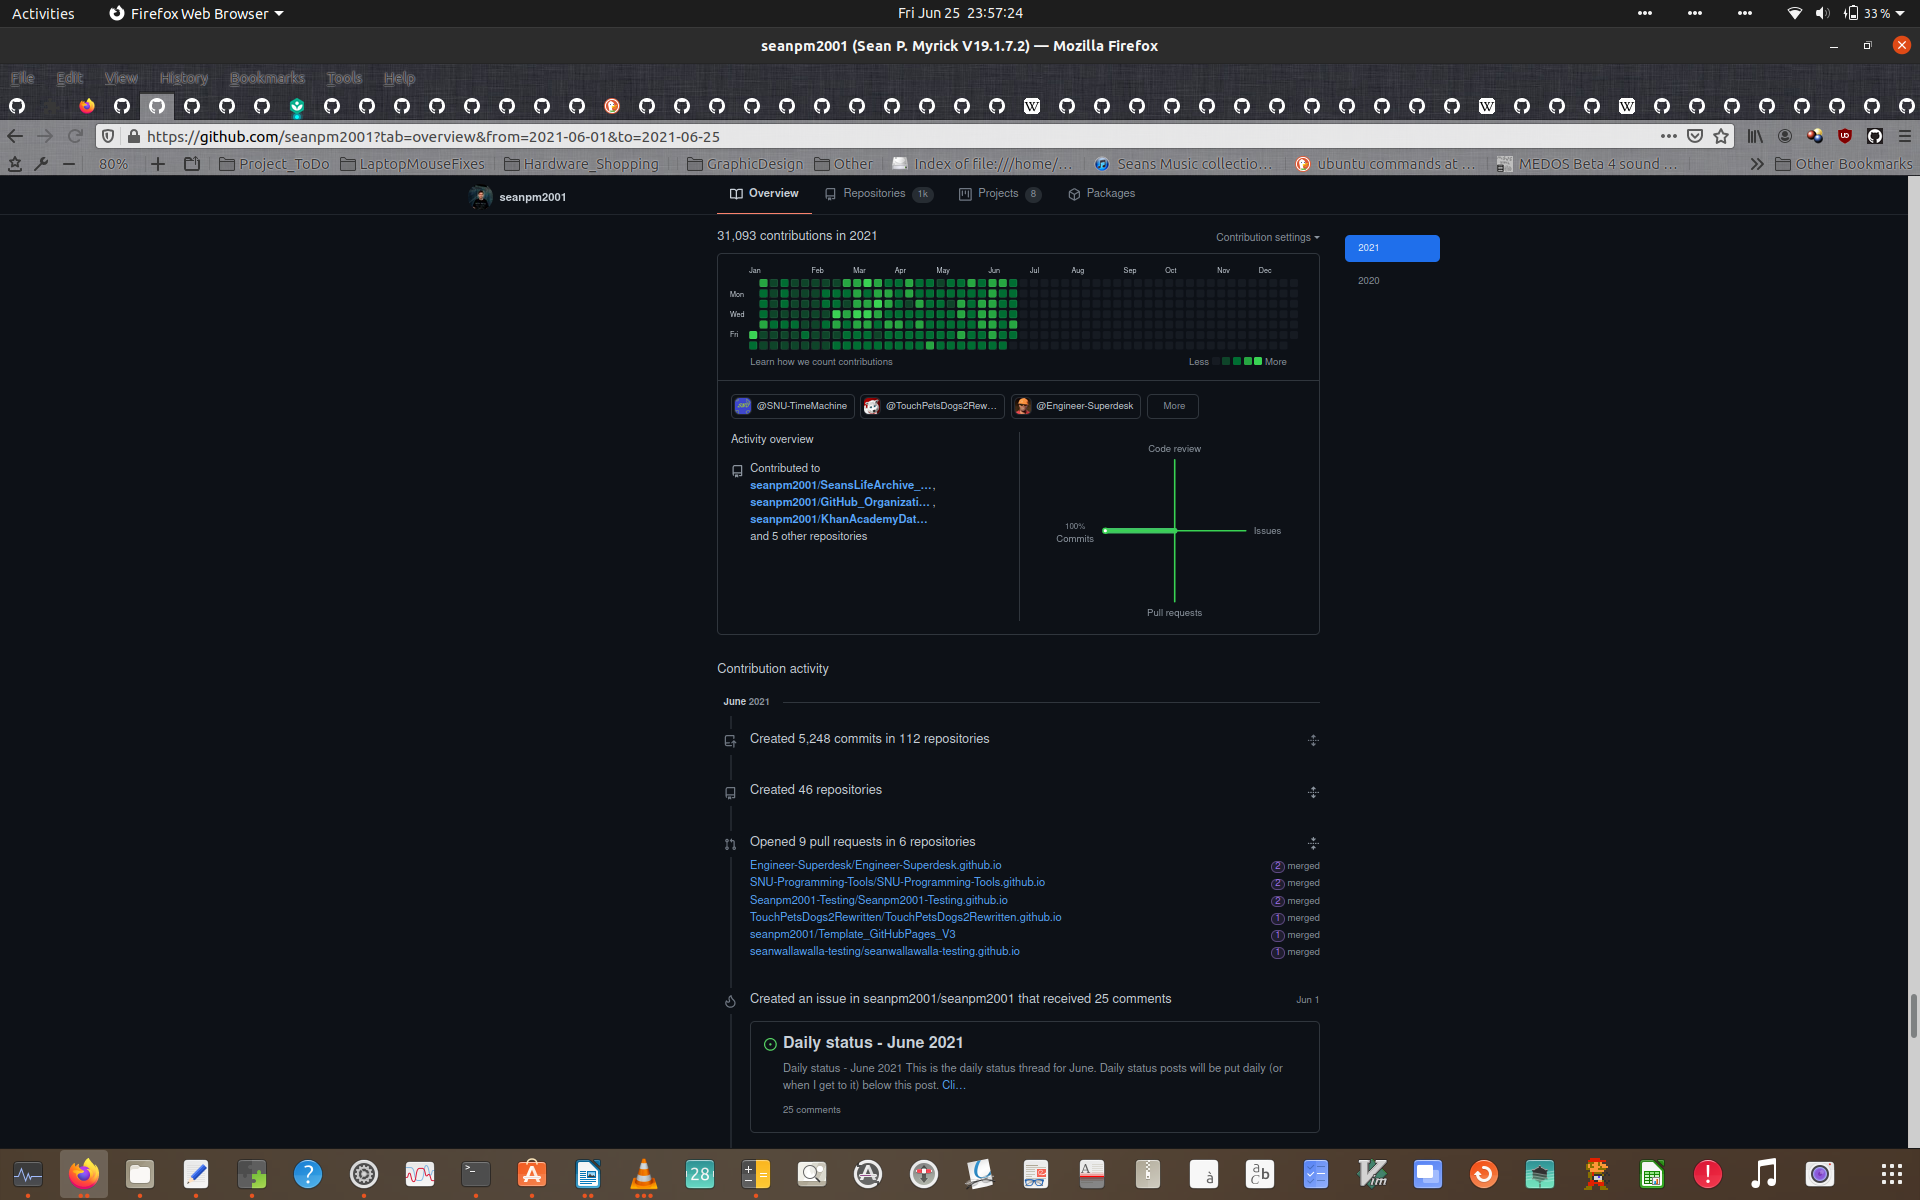 Activities
Firefox Web Browser
Fri Jun 25 23:57:24
33 %
seanpm2001 (Sean P. Myrick V19.1.7.2) — Mozilla Firefox
File Edit View History Bookmarks Tools Help
https://github.com/seanpm2001?tab=overview&from=2021-06-01&to=2021-06-25
80%
Project_ToDo
LaptopMouseFixes
Hardware_Shopping
GraphicDesign
Other
Index of file:///home/...
Seans Music collectio...
ubuntu commands at ...
MEDOS Beta 4 sound ...
Other Bookmarks
seanpm2001
Overview
Repositories 1k
Projects 8
Packages
31,093 contributions in 2021
Contribution settings
2021
2020
Jan Feb Mar Apr May Jun Jul Aug Sep Oct Nov Dec
Mon
Wed
Fri
Learn how we count contributions
Less More
@SNU-TimeMachine
@TouchPetsDogs2Rew...
@Engineer-Superdesk
More
Activity overview
Contributed to
seanpm2001/SeansLifeArchive_... ,
seanpm2001/GitHub_Organizati... ,
seanpm2001/KhanAcademyDat...
and 5 other repositories
Code review
100%
Commits
Issues
Pull requests
Contribution activity
June 2021
Created 5,248 commits in 112 repositories
Created 46 repositories
Opened 9 pull requests in 6 repositories
Engineer-Superdesk/Engineer-Superdesk.github.io 2 merged
SNU-Programming-Tools/SNU-Programming-Tools.github.io 2 merged
Seanpm2001-Testing/Seanpm2001-Testing.github.io 2 merged
TouchPetsDogs2Rewritten/TouchPetsDogs2Rewritten.github.io 1 merged
seanpm2001/Template_GitHubPages_V3 1 merged
seanwallawalla-testing/seanwallawalla-testing.github.io 1 merged
Created an issue in seanpm2001/seanpm2001 that received 25 comments
Jun 1
Daily status - June 2021
Daily status - June 2021 This is the daily status thread for June. Daily status posts will be put daily (or
when I get to it) below this post. Cli...
25 comments
28